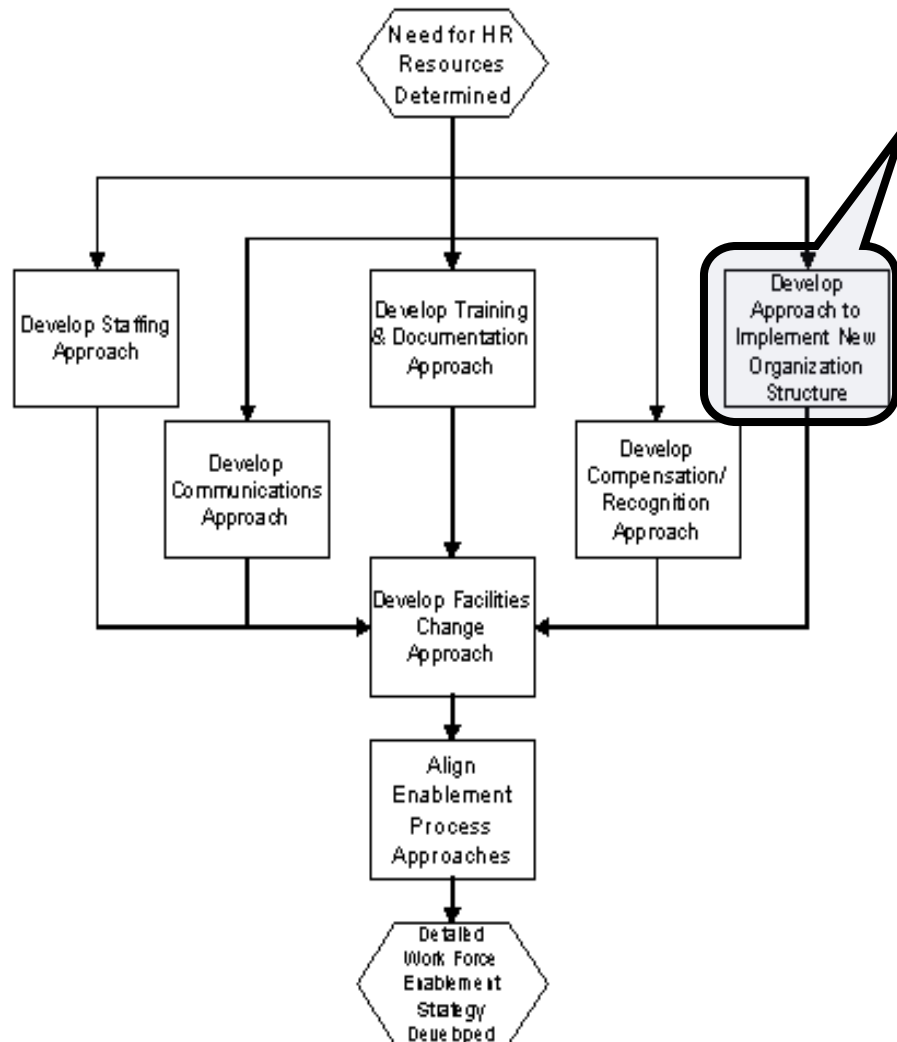 Need for HR
Resources
Determined
Develop Staffing
Approach
Develop Training
& Documentation
Approach
Develop
Approach to
Implement New
Organization
Structure
Develop
Communications
Approach
Develop
Compensation/
Recognition
Approach
Develop Facilities
Change
Approach
Align
Enablement
Process
Approaches
Detailed
Work Force
Enablement
Strategy
Developed